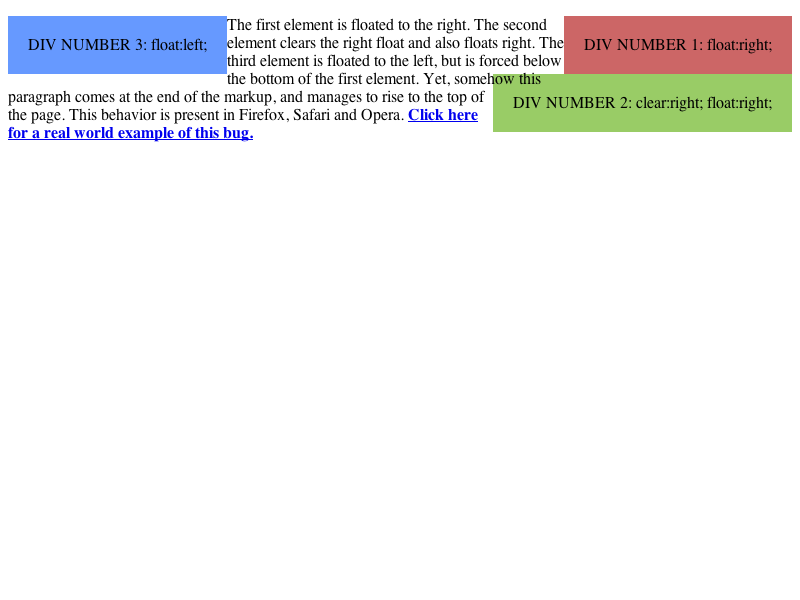 DIV NUMBER 3: float:left;
The first element is floated to the right. The second
element clears the right float and also floats right. The
third element is floated to the left, but is forced below
the bottom of the first element. Yet, somehow this
paragraph comes at the end of the markup, and manages to rise to the top of
the page. This behavior is present in Firefox, Safari and Opera. Click here
for a real world example of this bug.
DIV NUMBER 1: float:right;
DIV NUMBER 2: clear:right; float:right;